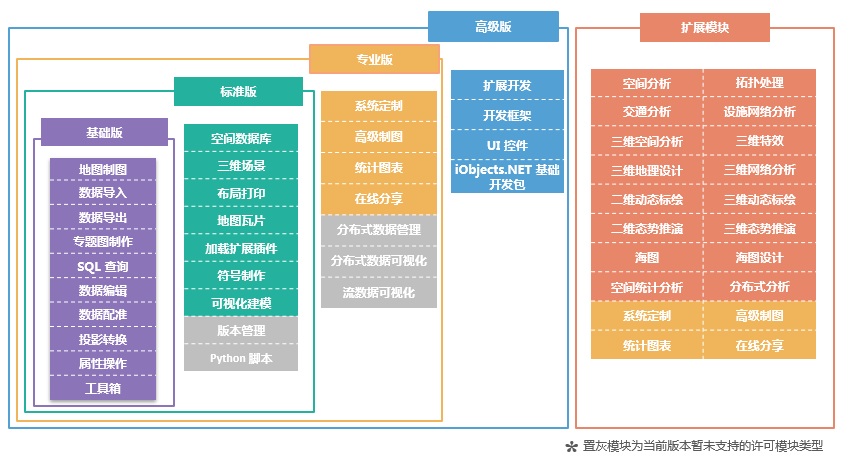 高级版
扩展模块
专业版
标准版
基础版
地图制图
数据导入
数据导出
专题图制作
SQL 查询
数据编辑
数据配准
投影转换
属性操作
工具箱
空间数据库
三维场景
布局打印
地图瓦片
加载扩展插件
符号制作
可视化建模
版本管理
Python 脚本
系统定制
高级制图
统计图表
在线分享
分布式数据管理
分布式数据可视化
流数据可视化
扩展开发
开发框架
UI 控件
iObjects.NET 基础
开发包
空间分析 拓扑处理
交通分析 设施网络分析
三维空间分析 三维特效
三维地理设计 三维网络分析
二维动态标绘 三维动态标绘
二维态势推演 三维态势推演
海图 海图设计
空间统计分析 分布式分析
系统定制 高级制图
统计图表 在线分享
* 置灰模块为当前版本暂未支持的许可模块类型